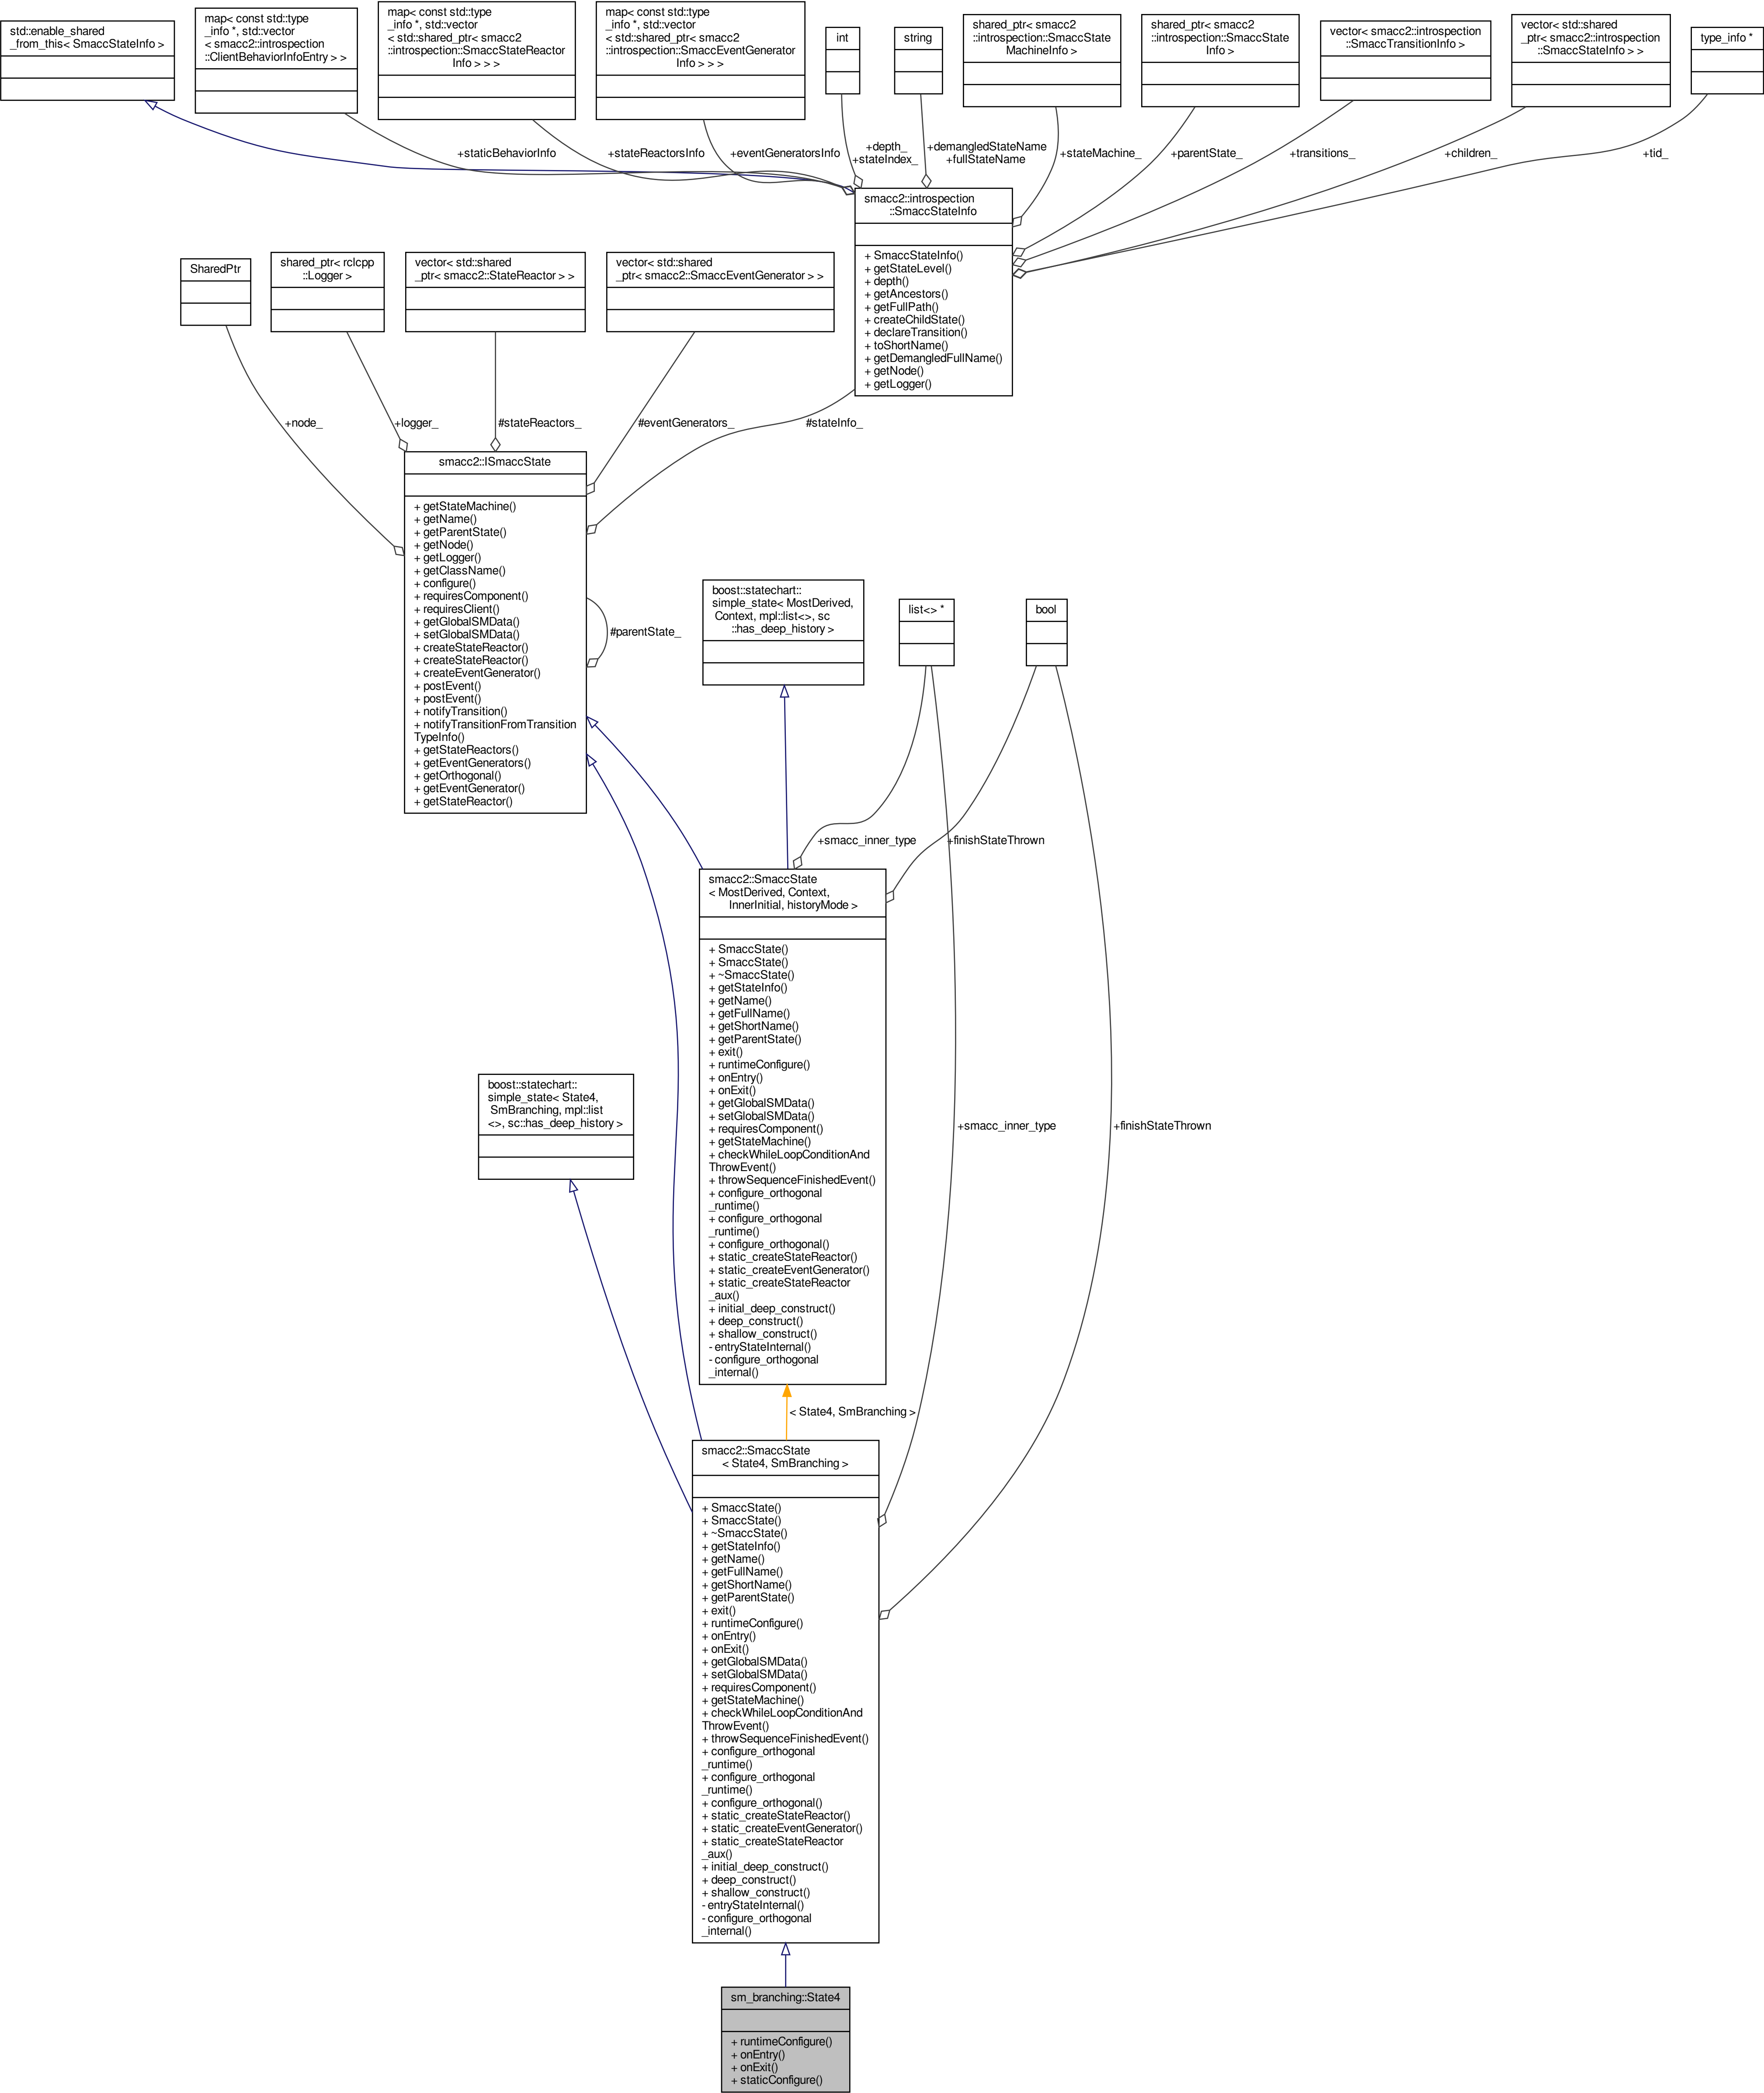 std::enable_shared
_from_this< SmaccStateInfo >
map< const std::type
_info *, std::vector
< smacc2::introspection
::ClientBehaviorInfoEntry > >
map< const std::type
_info *, std::vector
< std::shared_ptr< smacc2
::introspection::SmaccStateReactor
Info > > >
map< const std::type
_info *, std::vector
< std::shared_ptr< smacc2
::introspection::SmaccEventGenerator
Info > > >
int
string
shared_ptr< smacc2
::introspection::SmaccState
MachineInfo >
shared_ptr< smacc2
::introspection::SmaccState
Info >
vector< smacc2::introspection
::SmaccTransitionInfo >
vector< std::shared
_ptr< smacc2::introspection
::SmaccStateInfo > >
type_info *
+staticBehaviorInfo
+stateReactorsInfo
+eventGeneratorsInfo
+depth_
+stateIndex_
+demangledStateName
+fullStateName
+stateMachine_
+parentState_
+transitions_
+children_
+tid_
smacc2::introspection
::SmaccStateInfo
+ SmaccStateInfo()
+ getStateLevel()
+ depth()
+ getAncestors()
+ getFullPath()
+ createChildState()
+ declareTransition()
+ toShortName()
+ getDemangledFullName()
+ getNode()
+ getLogger()
SharedPtr
shared_ptr< rclcpp
::Logger >
vector< std::shared
_ptr< smacc2::StateReactor > >
vector< std::shared
_ptr< smacc2::SmaccEventGenerator > >
+node_
+logger_
#stateReactors_
#eventGenerators_
#stateInfo_
smacc2::ISmaccState
+ getStateMachine()
+ getName()
+ getParentState()
+ getNode()
+ getLogger()
+ getClassName()
+ configure()
+ requiresComponent()
+ requiresClient()
+ getGlobalSMData()
+ setGlobalSMData()
+ createStateReactor()
+ createStateReactor()
+ createEventGenerator()
+ postEvent()
+ postEvent()
+ notifyTransition()
+ notifyTransitionFromTransition
TypeInfo()
+ getStateReactors()
+ getEventGenerators()
+ getOrthogonal()
+ getEventGenerator()
+ getStateReactor()
#parentState_
boost::statechart::
simple_state< MostDerived,
Context, mpl::list<>, sc
::has_deep_history >
list<> *
bool
+smacc_inner_type
+finishStateThrown
smacc2::SmaccState
< MostDerived, Context,
InnerInitial, historyMode >
+ SmaccState()
+ SmaccState()
+ ~SmaccState()
+ getStateInfo()
+ getName()
+ getFullName()
+ getShortName()
+ getParentState()
+ exit()
+ runtimeConfigure()
+ onEntry()
+ onExit()
+ getGlobalSMData()
+ setGlobalSMData()
+ requiresComponent()
+ getStateMachine()
+ checkWhileLoopConditionAnd
ThrowEvent()
+ throwSequenceFinishedEvent()
+ configure_orthogonal
_runtime()
+ configure_orthogonal
_runtime()
+ configure_orthogonal()
+ static_createStateReactor()
+ static_createEventGenerator()
+ static_createStateReactor
_aux()
+ initial_deep_construct()
+ deep_construct()
+ shallow_construct()
- entryStateInternal()
- configure_orthogonal
_internal()
boost::statechart::
simple_state< State4,
SmBranching, mpl::list
<>, sc::has_deep_history >
+smacc_inner_type
+finishStateThrown
< State4, SmBranching >
smacc2::SmaccState
< State4, SmBranching >
+ SmaccState()
+ SmaccState()
+ ~SmaccState()
+ getStateInfo()
+ getName()
+ getFullName()
+ getShortName()
+ getParentState()
+ exit()
+ runtimeConfigure()
+ onEntry()
+ onExit()
+ getGlobalSMData()
+ setGlobalSMData()
+ requiresComponent()
+ getStateMachine()
+ checkWhileLoopConditionAnd
ThrowEvent()
+ throwSequenceFinishedEvent()
+ configure_orthogonal
_runtime()
+ configure_orthogonal
_runtime()
+ configure_orthogonal()
+ static_createStateReactor()
+ static_createEventGenerator()
+ static_createStateReactor
_aux()
+ initial_deep_construct()
+ deep_construct()
+ shallow_construct()
- entryStateInternal()
- configure_orthogonal
_internal()
sm_branching::State4
+ runtimeConfigure()
+ onEntry()
+ onExit()
+ staticConfigure()